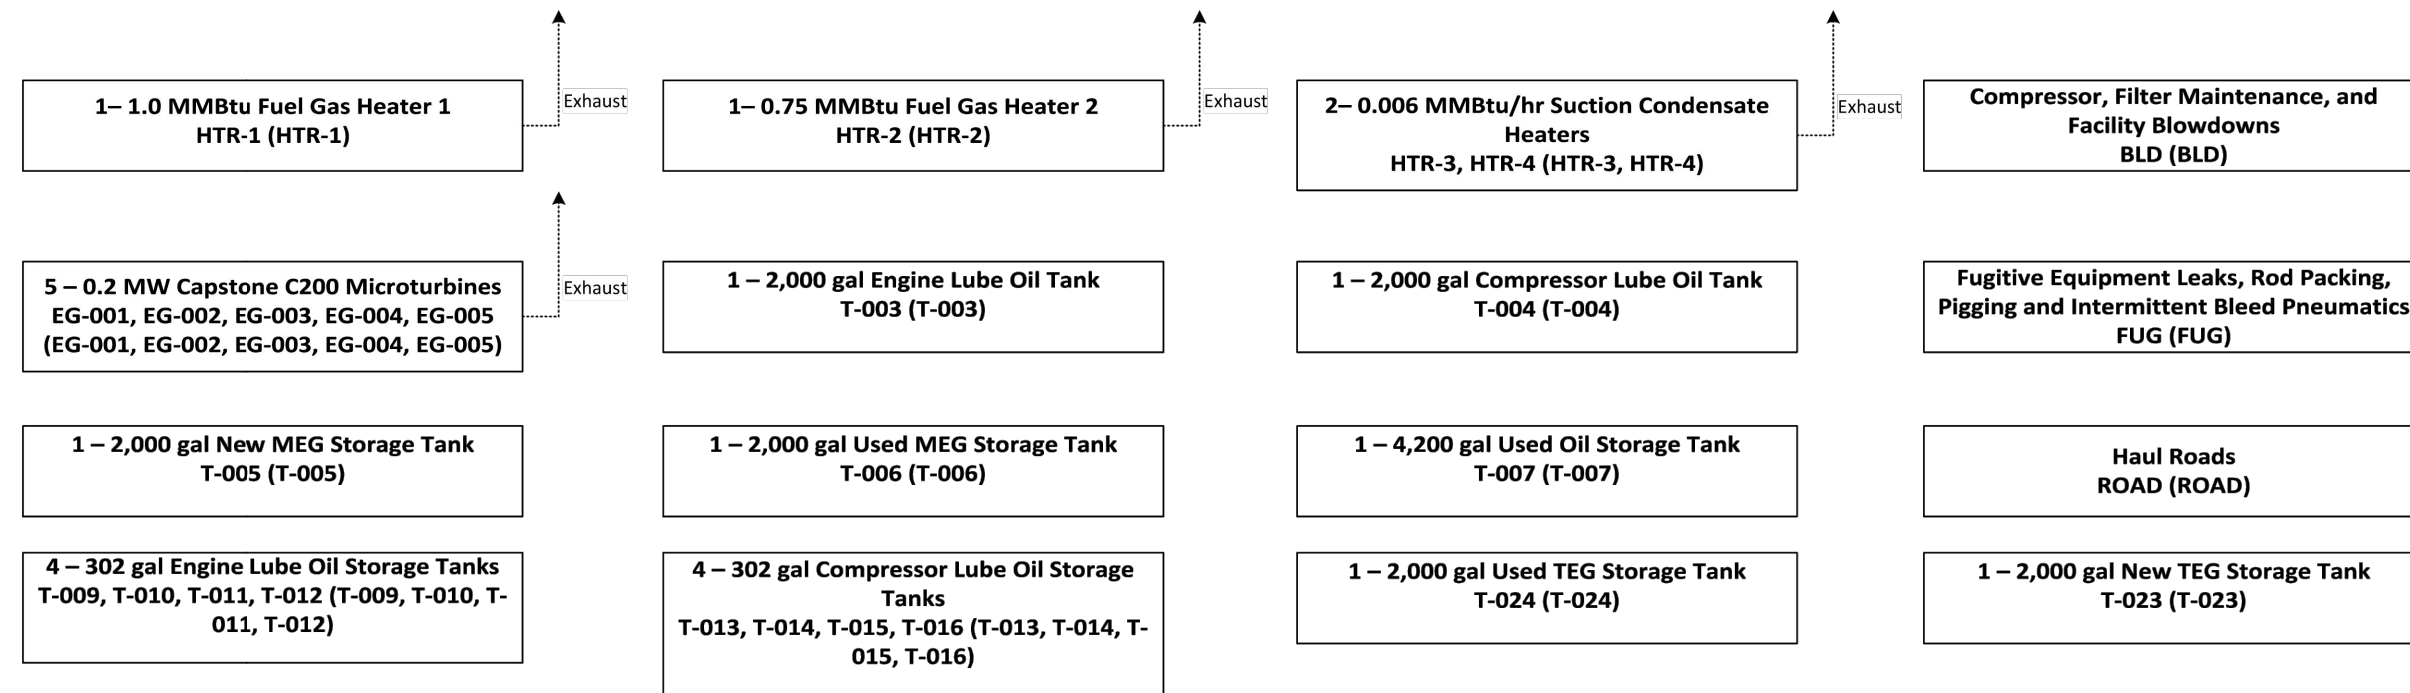 1– 1.0 MMBtu Fuel Gas Heater 1
HTR-1 (HTR-1)
Exhaust
1– 0.75 MMBtu Fuel Gas Heater 2
HTR-2 (HTR-2)
Exhaust
2– 0.006 MMBtu/hr Suction Condensate
Heaters
HTR-3, HTR-4 (HTR-3, HTR-4)
Exhaust
Compressor, Filter Maintenance, and
Facility Blowdowns
BLD (BLD)
5 – 0.2 MW Capstone C200 Microturbines
EG-001, EG-002, EG-003, EG-004, EG-005
(EG-001, EG-002, EG-003, EG-004, EG-005)
Exhaust
1 – 2,000 gal Engine Lube Oil Tank
T-003 (T-003)
1 – 2,000 gal Compressor Lube Oil Tank
T-004 (T-004)
Fugitive Equipment Leaks, Rod Packing,
Pigging and Intermittent Bleed Pneumatics
FUG (FUG)
1 – 2,000 gal New MEG Storage Tank
T-005 (T-005)
1 – 2,000 gal Used MEG Storage Tank
T-006 (T-006)
1 – 4,200 gal Used Oil Storage Tank
T-007 (T-007)
Haul Roads
ROAD (ROAD)
4 – 302 gal Engine Lube Oil Storage Tanks
T-009, T-010, T-011, T-012 (T-009, T-010, T-
011, T-012)
4 – 302 gal Compressor Lube Oil Storage
Tanks
T-013, T-014, T-015, T-016 (T-013, T-014, T-
015, T-016)
1 – 2,000 gal Used TEG Storage Tank
T-024 (T-024)
1 – 2,000 gal New TEG Storage Tank
T-023 (T-023)